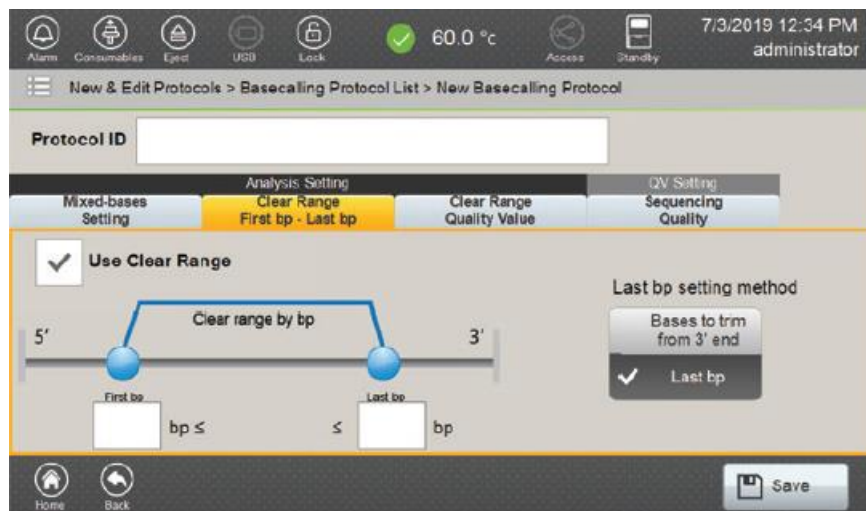 7/3/2019 12:34 PM
60.0 °c
administrator
Alarm Consumables Eject USB Lock Access Standby
New & Edit Protocols > Basecalling Protocol List > New Basecalling Protocol
Protocol ID
Analysis Setting QV Setting
Mixed-bases Setting
Clear Range First bp - Last bp
Clear Range Quality Value
Sequencing Quality
Use Clear Range
Last bp setting method
Clear range by bp
Bases to trim
from 3' end
5' 3'
Last bp
First bp Last bp
bp ≤ ≤ bp
Save
Home Back